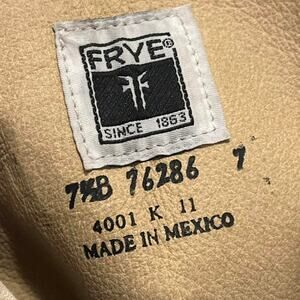 FRYE®
SINCE 1863
7½B 76286 7
4001 K 11
MADE IN MEXICO